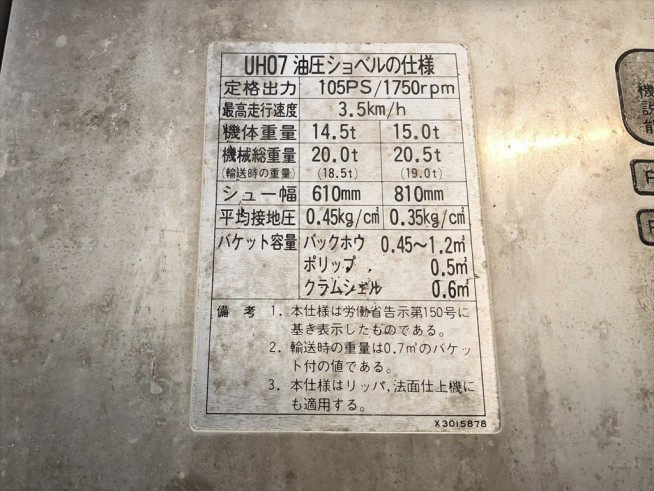 UH07 油圧ショベルの仕様
定格出力 105PS/1750rpm
最高走行速度 3.5km/h
機体重量 14.5t 15.0t
機械総重量 20.0t 20.5t
(輸送時の重量) (18.5t) (19.0t)
シュー幅 610mm 810mm
平均接地圧 0.45kg/c㎡ 0.35kg/c㎡
バケット容量 バックホウ 0.45～1.2㎥
ポリップ 0.5㎥
クラムシェル 0.6㎥
備考 1. 本仕様は労働省告示第150号に
基き表示したものである。
2. 輸送時の重量は0.7㎥のバケッ
ト付の値である。
3. 本仕様はリッパ,法面仕上機に
も適用する。
X3015878
機
説
能